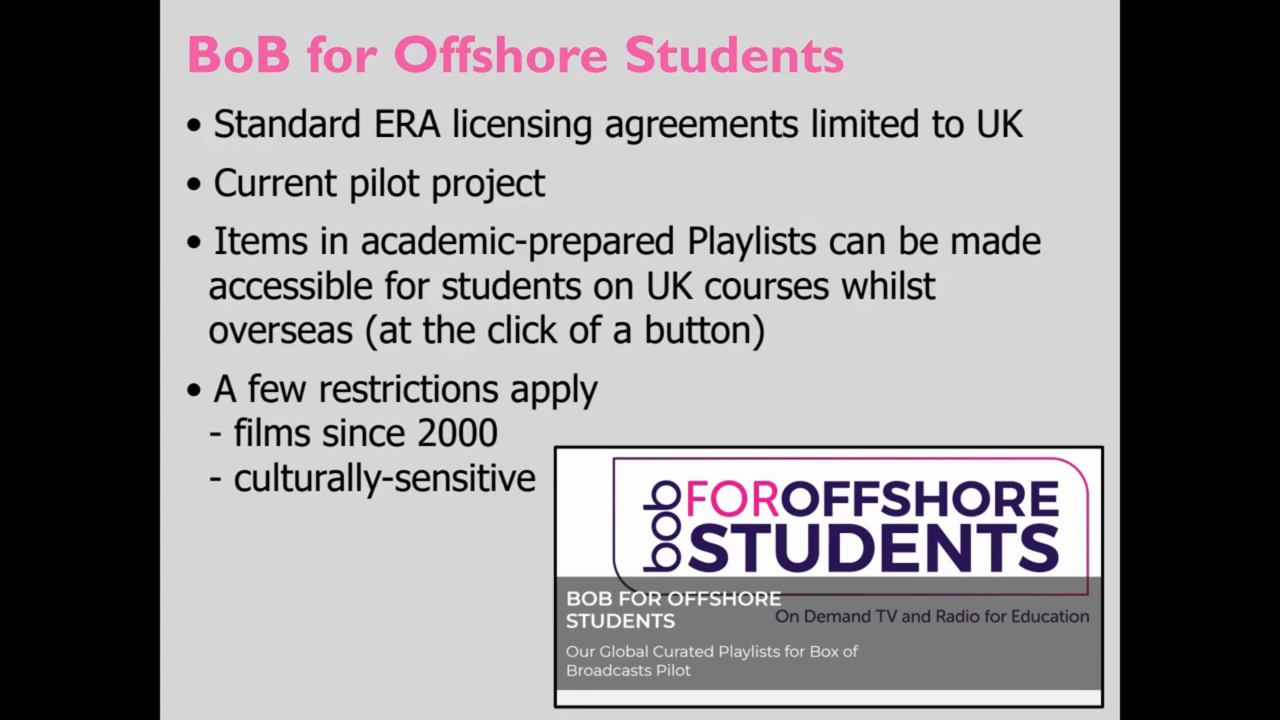 BoB for Offshore Students
• Standard ERA licensing agreements limited to UK
• Current pilot project
• Items in academic-prepared Playlists can be made
accessible for students on UK courses whilst
overseas (at the click of a button)
• A few restrictions apply
- films since 2000
- culturally-sensitive
bob FOROFFSHORE
STUDENTS
BOB FOR OFFSHORE
STUDENTS
On Demand TV and Radio for Education
Our Global Curated Playlists for Box of
Broadcasts Pilot